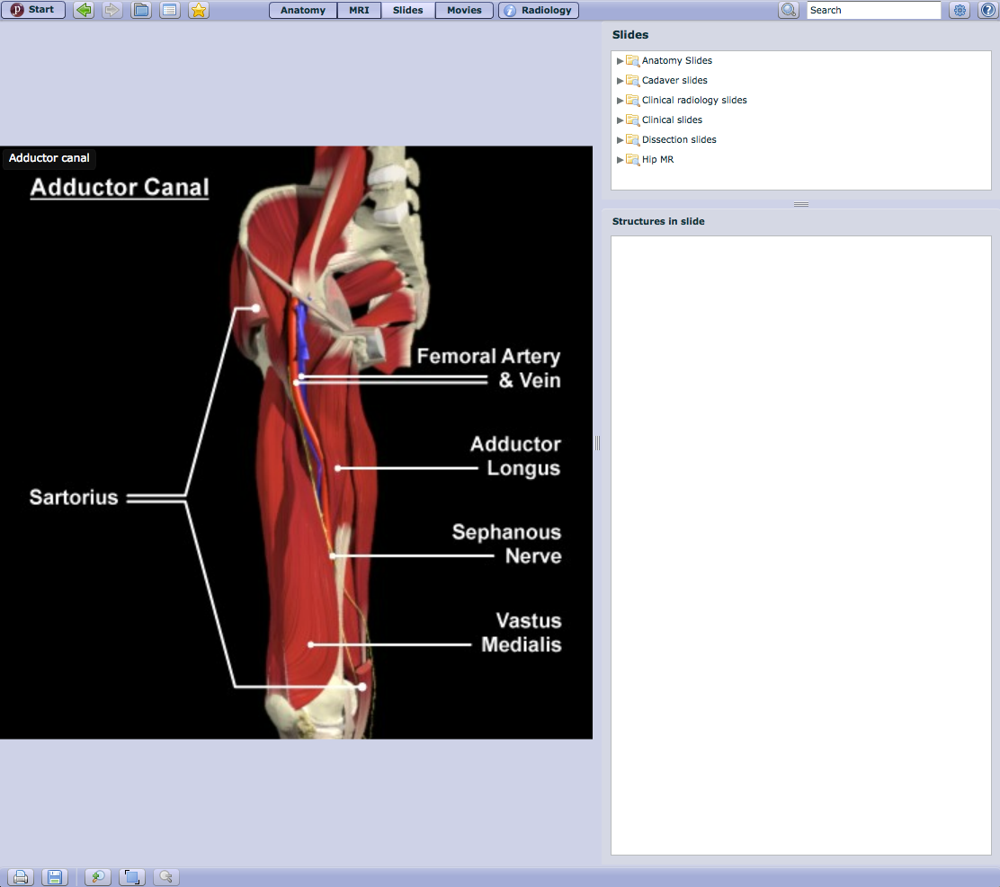 Start
Anatomy
MRI
Slides
Movies
Radiology
Search
Slides
Anatomy Slides
Cadaver slides
Clinical radiology slides
Clinical slides
Dissection slides
Hip MR
Structures in slide
Adductor canal
Adductor Canal
Femoral Artery
& Vein
Adductor
Longus
Sartorius
Sephanous
Nerve
Vastus
Medialis